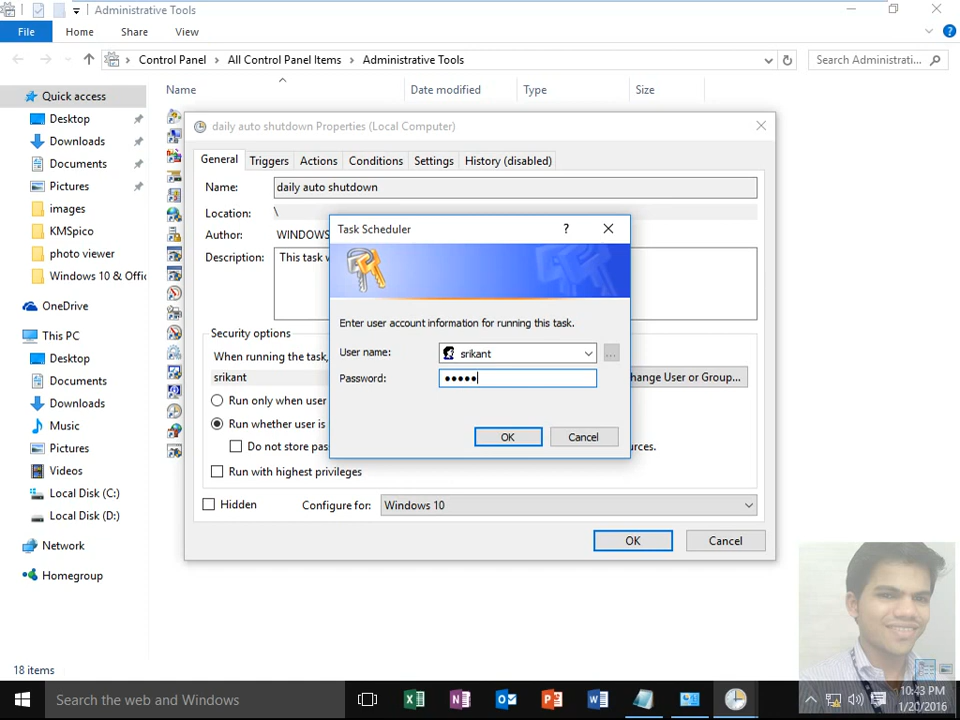 Administrative Tools
File Home Share View
Control Panel All Control Panel Items Administrative Tools Search Administrati...
Name Date modified Type Size
Quick access
Desktop
Downloads
Documents
Pictures
images
KMSpico
photo viewer
Windows 10 & Offic
OneDrive
This PC
Desktop
Documents
Downloads
Music
Pictures
Videos
Local Disk (C:)
Local Disk (D:)
Network
Homegroup
daily auto shutdown Properties (Local Computer)
General Triggers Actions Conditions Settings History (disabled)
Name: daily auto shutdown
Location: \
Author: WINDOWS
Description: This task
Security options
When running the task,
srikant hange User or Group...
Run only when user
Run whether user is
Do not store pas urces.
Run with highest privileges
Hidden Configure for: Windows 10
OK Cancel
Task Scheduler ?
Enter user account information for running this task.
User name: srikant ...
Password: ●●●●●
OK Cancel
18 items
Search the web and Windows
10:43 PM
1/20/2016